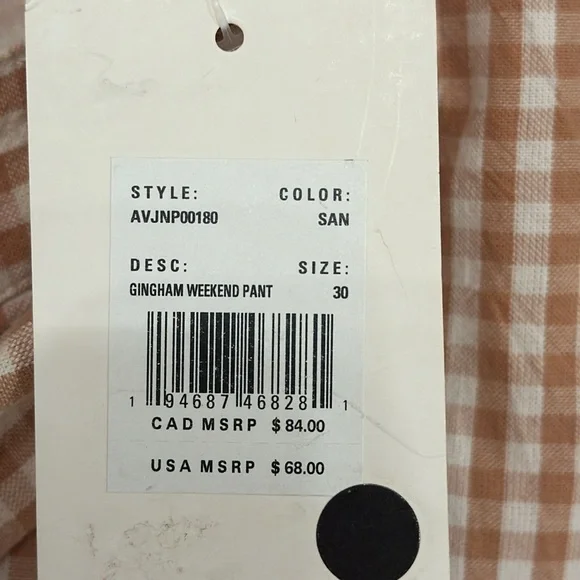 STYLE: COLOR:
AVJNP00180 SAN
DESC: SIZE:
GINGHAM WEEKEND PANT 30
1 94687 46828 1
CAD MSRP $84.00
USA MSRP $68.00